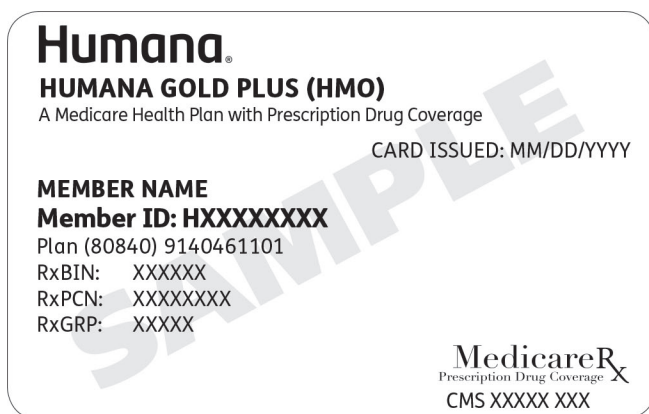 Humana®
HUMANA GOLD PLUS (HMO)
A Medicare Health Plan with Prescription Drug Coverage
CARD ISSUED: MM/DD/YYYY
MEMBER NAME
Member ID: HXXXXXXXX
Plan (80840) 9140461101
RxBIN: XXXXXX
RxPCN: XXXXXXXX
RxGRP: XXXXX
SAMPLE
MedicareRx
Prescription Drug Coverage
CMS XXXXX XXX